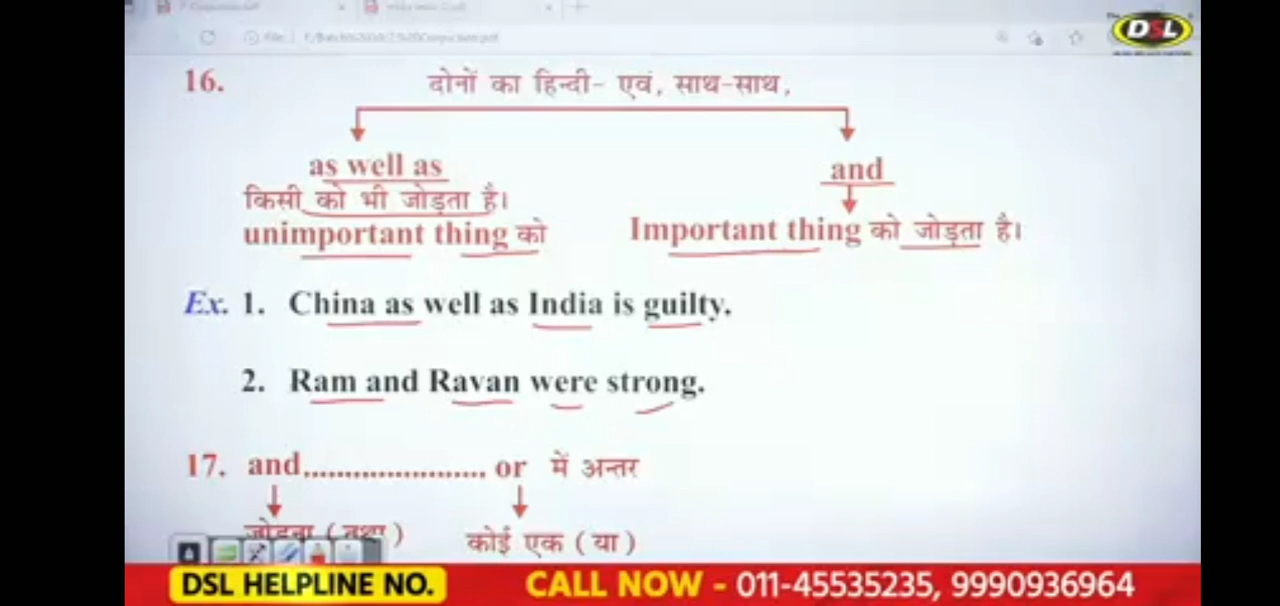 DSL
16. दोनों का हिन्दी- एवं, साथ-साथ,
as well as and
किसी को भी जोड़ता है।
unimportant thing को Important thing को जोड़ता है।
Ex. 1. China as well as India is guilty.
2. Ram and Ravan were strong.
17. and...................... or में अन्तर
जोडना (तथा) कोई एक (या)
DSL HELPLINE NO. CALL NOW - 011-45535235, 9990936964